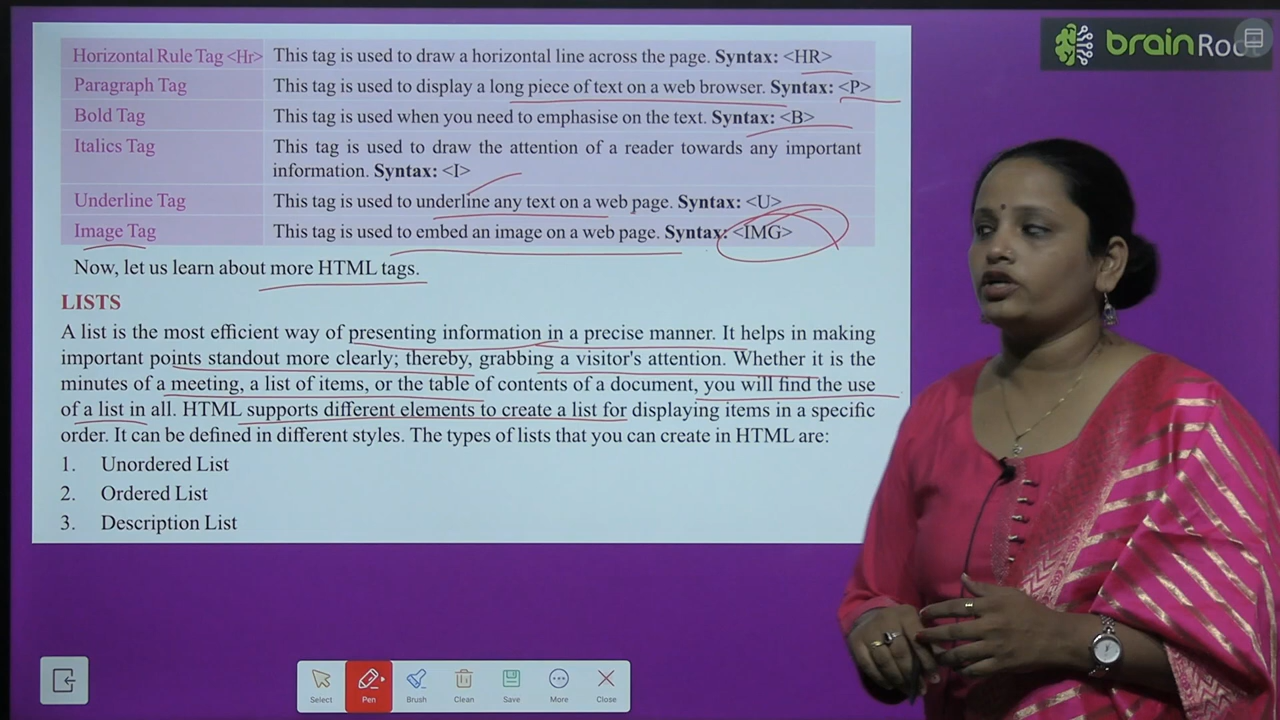 brainRo
Horizontal Rule Tag <Hr> This tag is used to draw a horizontal line across the page. Syntax: <HR>
Paragraph Tag This tag is used to display a long piece of text on a web browser. Syntax: <P>
Bold Tag This tag is used when you need to emphasise on the text. Syntax: <B>
Italics Tag This tag is used to draw the attention of a reader towards any important
information. Syntax: <I>
Underline Tag This tag is used to underline any text on a web page. Syntax: <U>
Image Tag This tag is used to embed an image on a web page. Syntax: <IMG>
Now, let us learn about more HTML tags.
LISTS
A list is the most efficient way of presenting information in a precise manner. It helps in making
important points standout more clearly; thereby, grabbing a visitor's attention. Whether it is the
minutes of a meeting, a list of items, or the table of contents of a document, you will find the use
of a list in all. HTML supports different elements to create a list for displaying items in a specific
order. It can be defined in different styles. The types of lists that you can create in HTML are:
1. Unordered List
2. Ordered List
3. Description List
Select Pen Brush Clean Save More Close